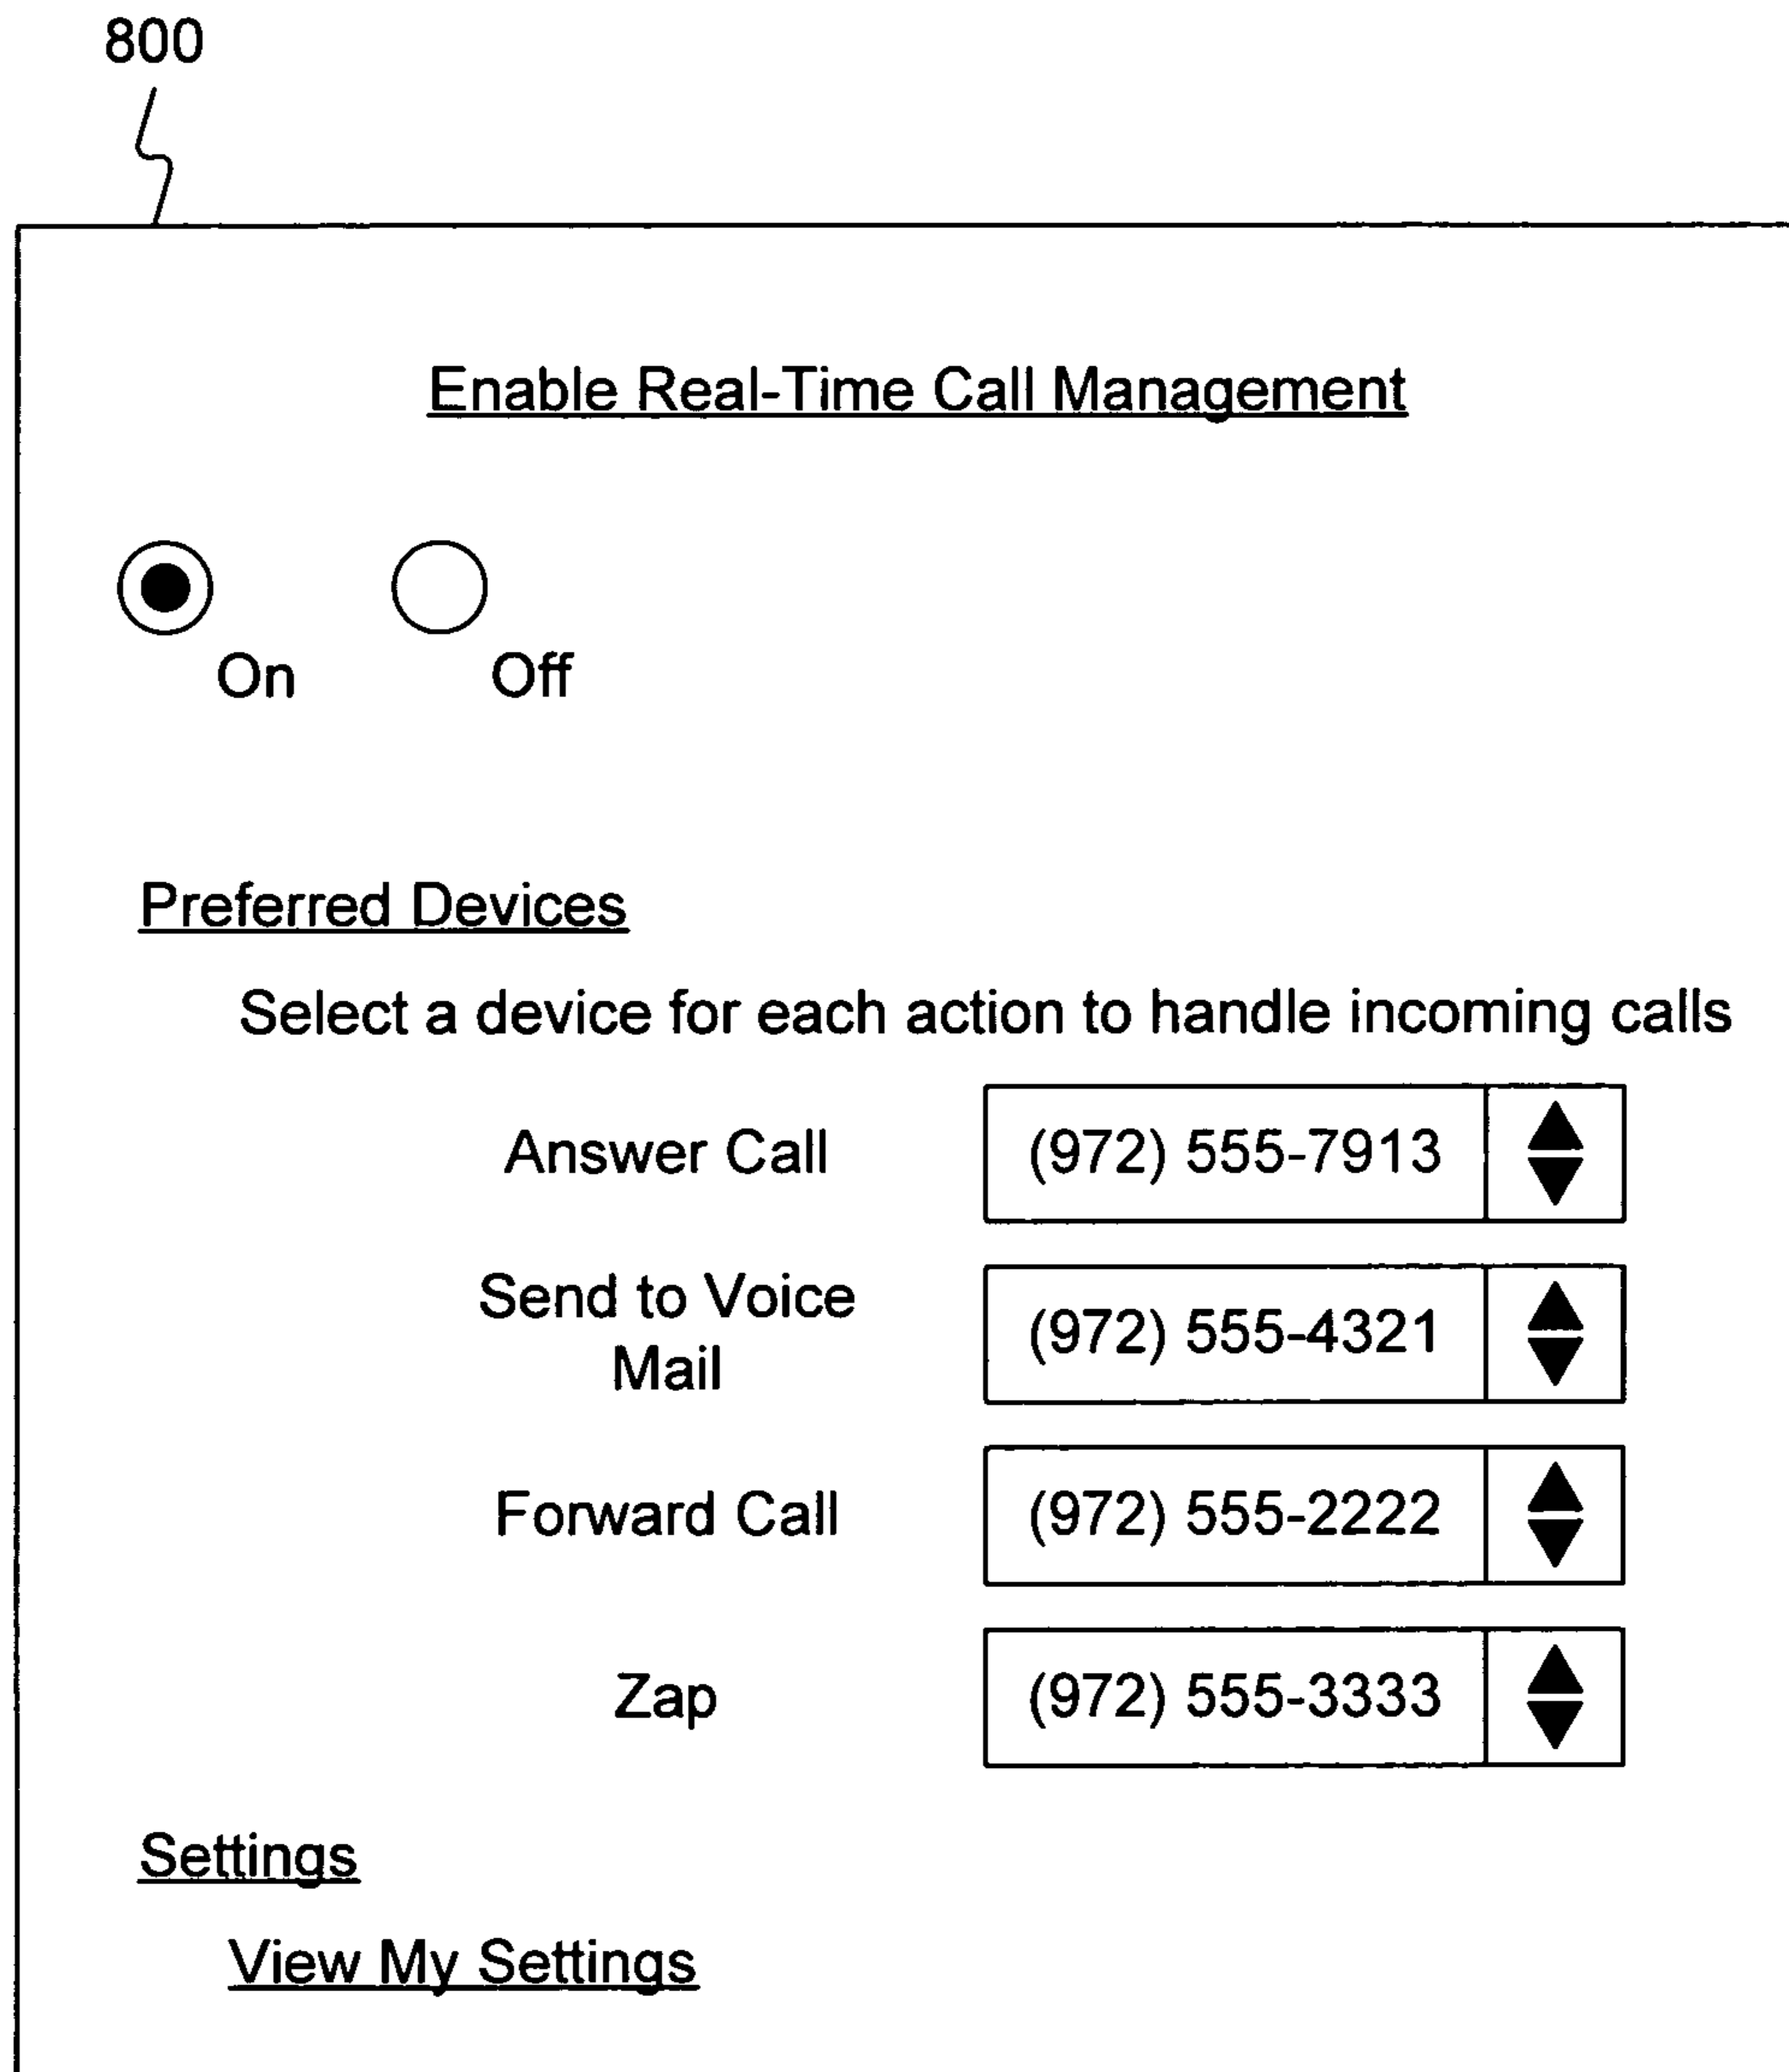 800
Enable Real-Time Call Management
On Off
Preferred Devices
Select a device for each action to handle incoming calls
Answer Call (972) 555-7913
Send to Voice
Mail (972) 555-4321
Forward Call (972) 555-2222
Zap (972) 555-3333
Settings
View My Settings